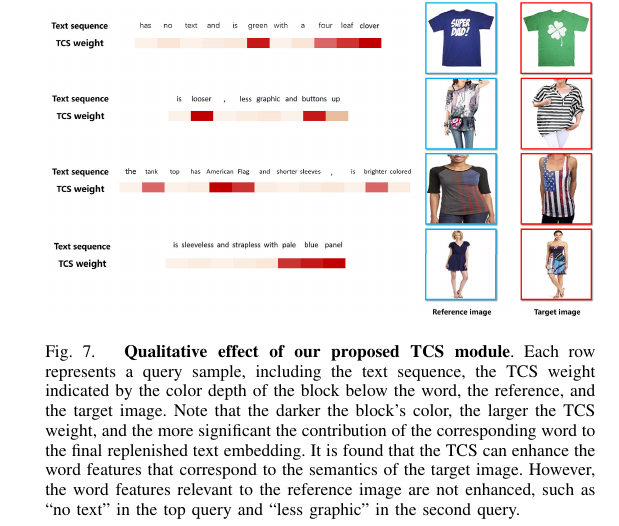 Text sequence has no text and is green with a four leaf clover
TCS weight
SUPER
DAD!
Text sequence is looser , less graphic and buttons up
TCS weight
Text sequence the tank top has American Flag and shorter sleeves , is brighter colored
TCS weight
Text sequence is sleeveless and strapless with pale blue panel
TCS weight
Reference image Target image
Fig. 7. Qualitative effect of our proposed TCS module. Each row
represents a query sample, including the text sequence, the TCS weight
indicated by the color depth of the block below the word, the reference, and
the target image. Note that the darker the block's color, the larger the TCS
weight, and the more significant the contribution of the corresponding word to
the final replenished text embedding. It is found that the TCS can enhance the
word features that correspond to the semantics of the target image. However,
the word features relevant to the reference image are not enhanced, such as
“no text” in the top query and “less graphic” in the second query.